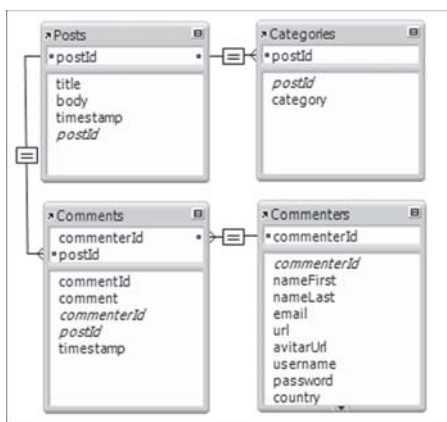 Posts
postId
title
body
timestamp
postId
Categories
postId
postId
category
Comments
commenterId
postId
commentId
comment
commenterId
postId
timestamp
Commenters
commenterId
commenterId
nameFirst
nameLast
email
url
avitarUrl
username
password
country